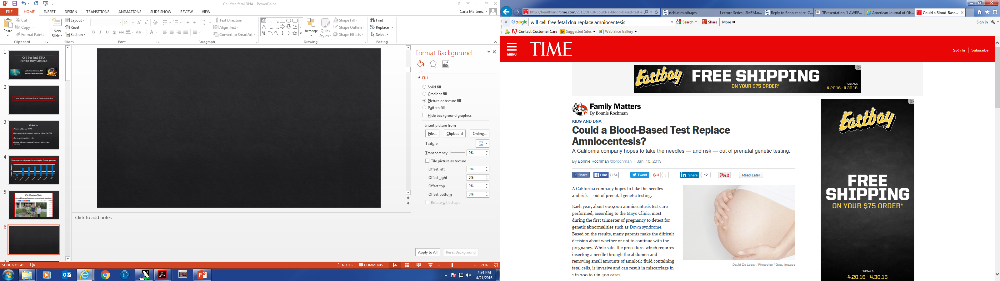 Cell free fetal DNA - PowerPoint
FILE HOME INSERT DESIGN TRANSITIONS ANIMATIONS SLIDE SHOW REVIEW VIEW
Carla Martinez
Paste
Cut
Copy
Format Painter
Clipboard
New
Slide
Layout
Reset
Section
Slides
40
Font
Text Direction
Align Text
Convert to SmartArt
Paragraph
Arrange
Quick
Styles
Shape Fill
Shape Outline
Shape Effects
Drawing
Find
Replace
Select
Editing
1
Cell free fetal DNA
For the Busy Clinician
Carla Ann Martinez, MD
Maternal Fetal Medicine
2
I have no financial conflict of interest to declare
3
Objectives
What is cell free fetal DNA?
Review technologies employed to evaluate cell free fetal DNA
Review positive predictive value
4
Detection rate of prenatal screening for Down syndrome
5
The Boston Globe
6
7
Click to add notes
Format Background
FILL
Solid fill
Gradient fill
Picture or texture fill
Pattern fill
Hide background graphics
Insert picture from
File... Clipboard Online...
Texture
Transparency 0%
Tile picture as texture
Offset left 0%
Offset right 0%
Offset top 0%
Offset bottom 0%
Rotate with shape
Apply to All Reset Background
SLIDE 6 OF 41
NOTES COMMENTS 71%
4:34 PM
4/21/2016
http://healthland.time.com/2013/01/10/could-a-blood-based-test-r
ncbi.nlm.nih.gov
Lecture Series | SMFM.o...
Reply to Benn et al re: C...
Presentation "LAWRE...
American Journal of Ob...
Could a Blood-Base...
Google will cell free fetal dna replace amniocentesis Search Share More »
Sign In
Contact Customer Care Suggested Sites Web Slice Gallery
MENU
TIME
Sign In | Subscribe
Eastbay FREE SHIPPING
ON YOUR $75 ORDER*
*DETAILS
4.20.16 - 4.30.16
Family Matters
By Bonnie Rochman
KIDS AND DNA
Could a Blood-Based Test Replace
Amniocentesis?
A California company hopes to take the needles — and risk — out of prenatal genetic testing.
By Bonnie Rochman @brochman | Jan. 10, 2013
Share Like 164 Tweet G+1 3 in Share 12 Pin it Read Later
A California company hopes to take the needles —
and risk — out of prenatal genetic testing.
Each year, about 200,000 amniocentesis tests are
performed, according to the Mayo Clinic, most
during the first trimester of pregnancy to detect for
genetic abnormalities such as Down syndrome.
Based on the results, many parents make the difficult
decision about whether or not to continue with the
pregnancy. While safe, the procedure, which requires
inserting a needle through the abdomen and
removing small amounts of amniotic fluid containing
fetal cells, is invasive and can result in miscarriage in
1 in 200 to 1 in 400 cases.
David De Lossy / Photodisc / Getty Images
Eastbay
FREE
SHIPPING
ON YOUR $75 ORDER*
*DETAILS
4.20.16 - 4.30.16